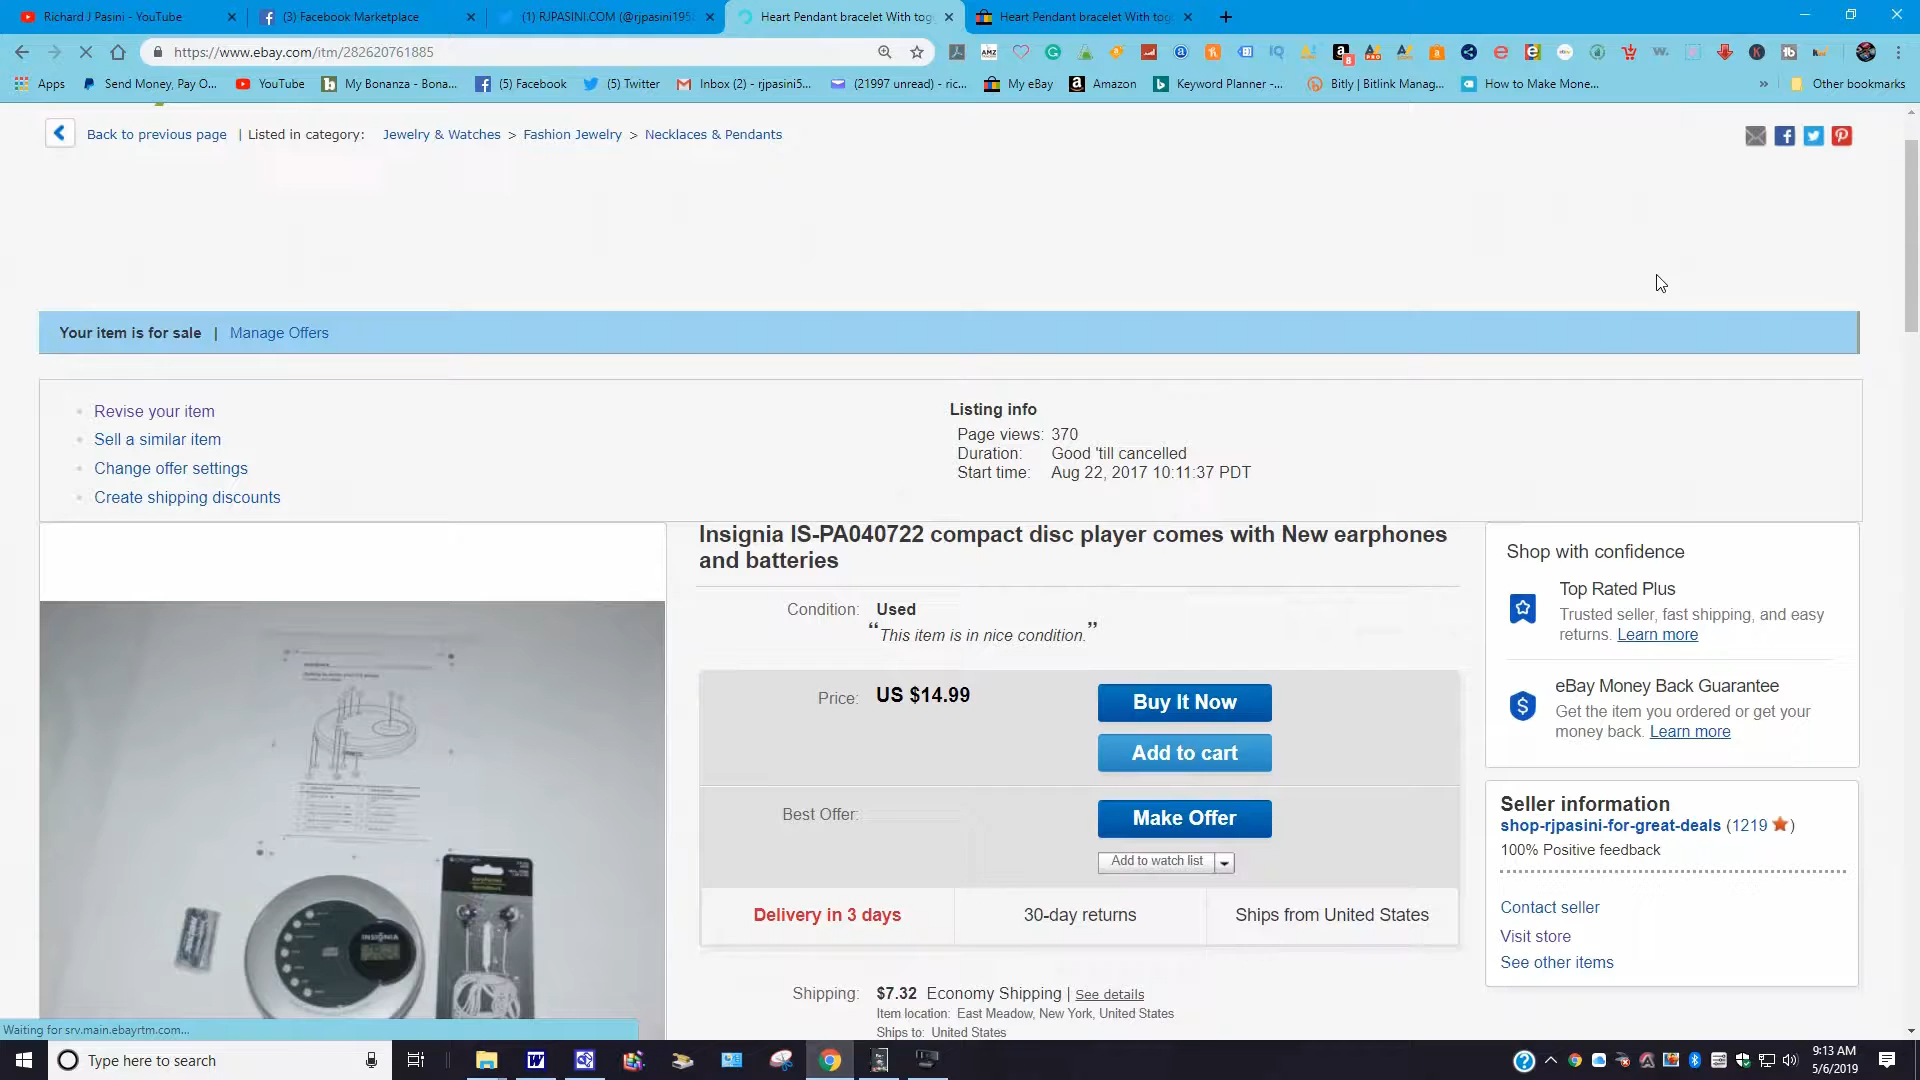 Richard J Pasini - YouTube
(3) Facebook Marketplace
(1) RJPASINI.COM (@rjpasini195
Heart Pendant bracelet With tog
Heart Pendant bracelet With tog
https://www.ebay.com/itm/282620761885
Apps
Send Money, Pay O...
YouTube
My Bonanza - Bona...
(5) Facebook
(5) Twitter
Inbox (2) - rjpasini5...
(21997 unread) - ric...
My eBay
Amazon
Keyword Planner -...
Bitly | Bitlink Manag...
How to Make Mone...
Other bookmarks
Back to previous page | Listed in category: Jewelry & Watches > Fashion Jewelry > Necklaces & Pendants
Your item is for sale | Manage Offers
Revise your item
Sell a similar item
Change offer settings
Create shipping discounts
Listing info
Page views: 370
Duration: Good 'till cancelled
Start time: Aug 22, 2017 10:11:37 PDT
Insignia IS-PA040722 compact disc player comes with New earphones
and batteries
Condition: Used
“This item is in nice condition.”
Price: US $14.99
Buy It Now
Add to cart
Best Offer:
Make Offer
Add to watch list
Delivery in 3 days
30-day returns
Ships from United States
Shipping: $7.32 Economy Shipping | See details
Item location: East Meadow, New York, United States
Ships to: United States
Shop with confidence
Top Rated Plus
Trusted seller, fast shipping, and easy
returns. Learn more
eBay Money Back Guarantee
Get the item you ordered or get your
money back. Learn more
Seller information
shop-rjpasini-for-great-deals (1219 )
100% Positive feedback
Contact seller
Visit store
See other items
INSIGNIA
Waiting for srv.main.ebayrtm.com...
Type here to search
9:13 AM
5/6/2019